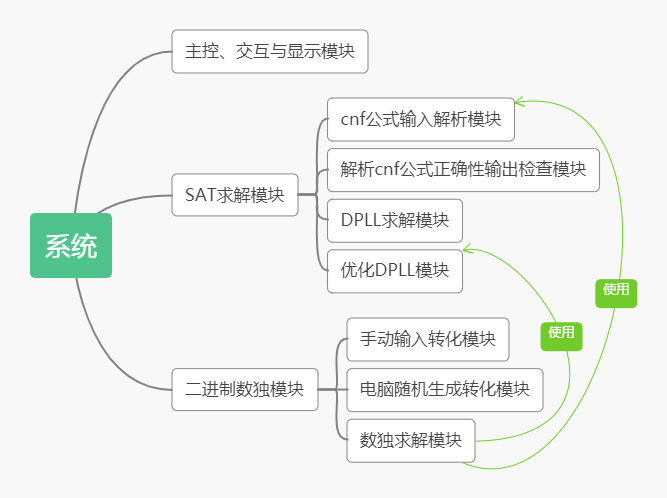 系统
主控、交互与显示模块
SAT求解模块
cnf公式输入解析模块
解析cnf公式正确性输出检查模块
DPLL求解模块
优化DPLL模块
二进制数独模块
手动输入转化模块
电脑随机生成转化模块
数独求解模块
使用
使用